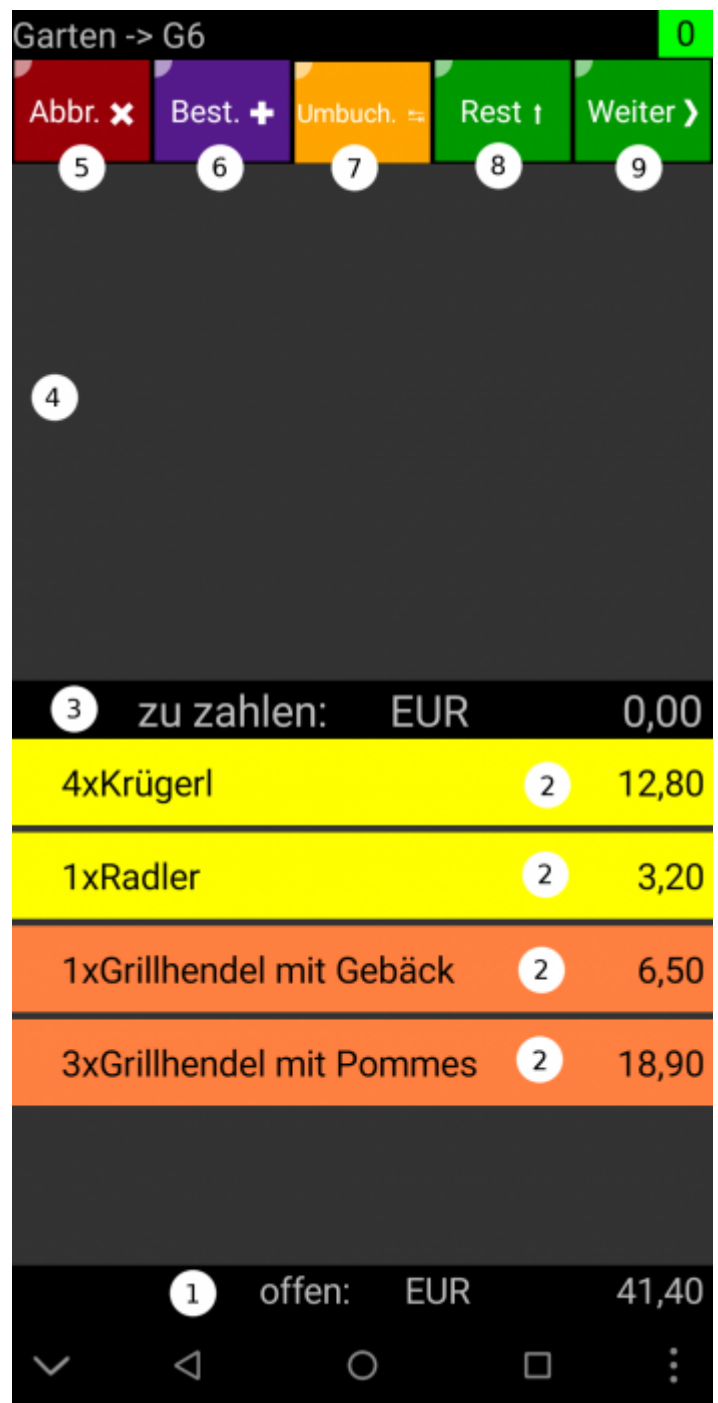 Garten -> G6 0
Abbr. ✖ Best. ✚ Umbuch. ⇆ Rest ↑ Weiter ❯
5 6 7 8 9
4
3 zu zahlen: EUR 0,00
4xKrügerl 2 12,80
1xRadler 2 3,20
1xGrillhendel mit Gebäck 2 6,50
3xGrillhendel mit Pommes 2 18,90
1 offen: EUR 41,40